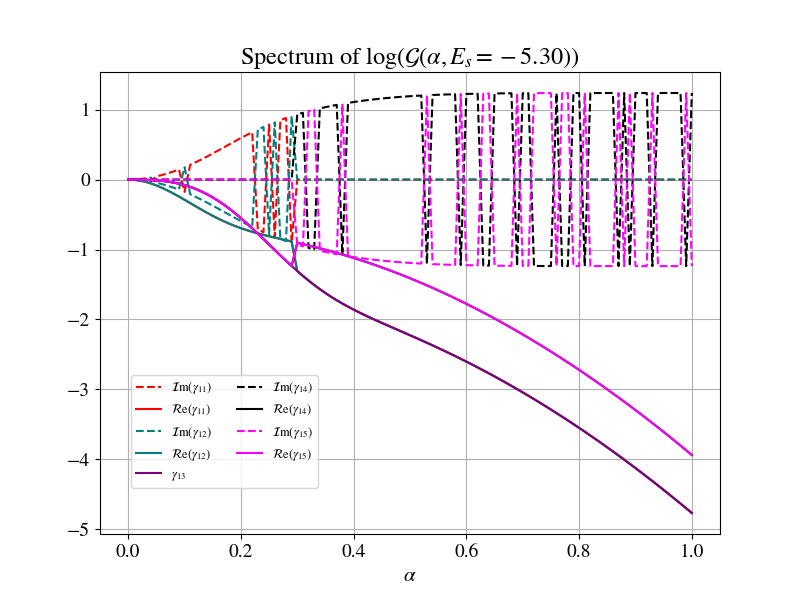 Spectrum of log(𝒢(α, E_s = −5.30))
1
0
−1
−2
−3
−4
−5
ℐm(γ₁₁)
ℛe(γ₁₁)
ℐm(γ₁₂)
ℛe(γ₁₂)
γ₁₃
ℐm(γ₁₄)
ℛe(γ₁₄)
ℐm(γ₁₅)
ℛe(γ₁₅)
0.0 0.2 0.4 0.6 0.8 1.0
α